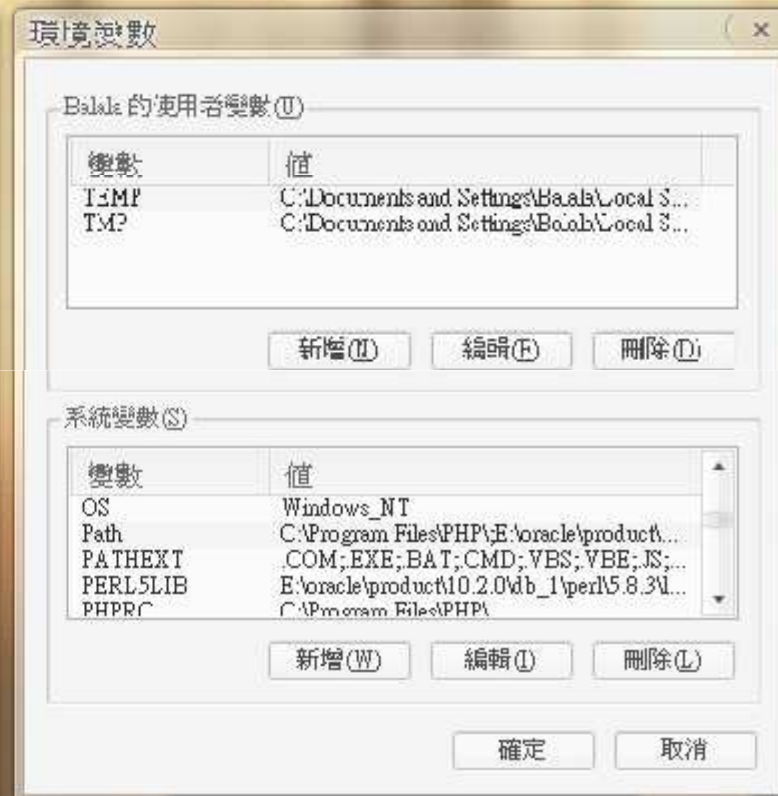 環境變數
Balala 的使用者變數(U)
變數 值
TEMP C:\Documents and Settings\Balala\Local S...
TMP C:\Documents and Settings\Balala\Local S...
新增(N) 編輯(E) 刪除(D)
系統變數(S)
變數 值
OS Windows_NT
Path C:\Program Files\PHP\;E:\oracle\product\...
PATHEXT .COM;.EXE;.BAT;.CMD;.VBS;.VBE;.JS;...
PERL5LIB E:\oracle\product\10.2.0\db_1\perl\5.8.3\l...
PHPRC C:\Program Files\PHP\
新增(W) 編輯(I) 刪除(L)
確定 取消